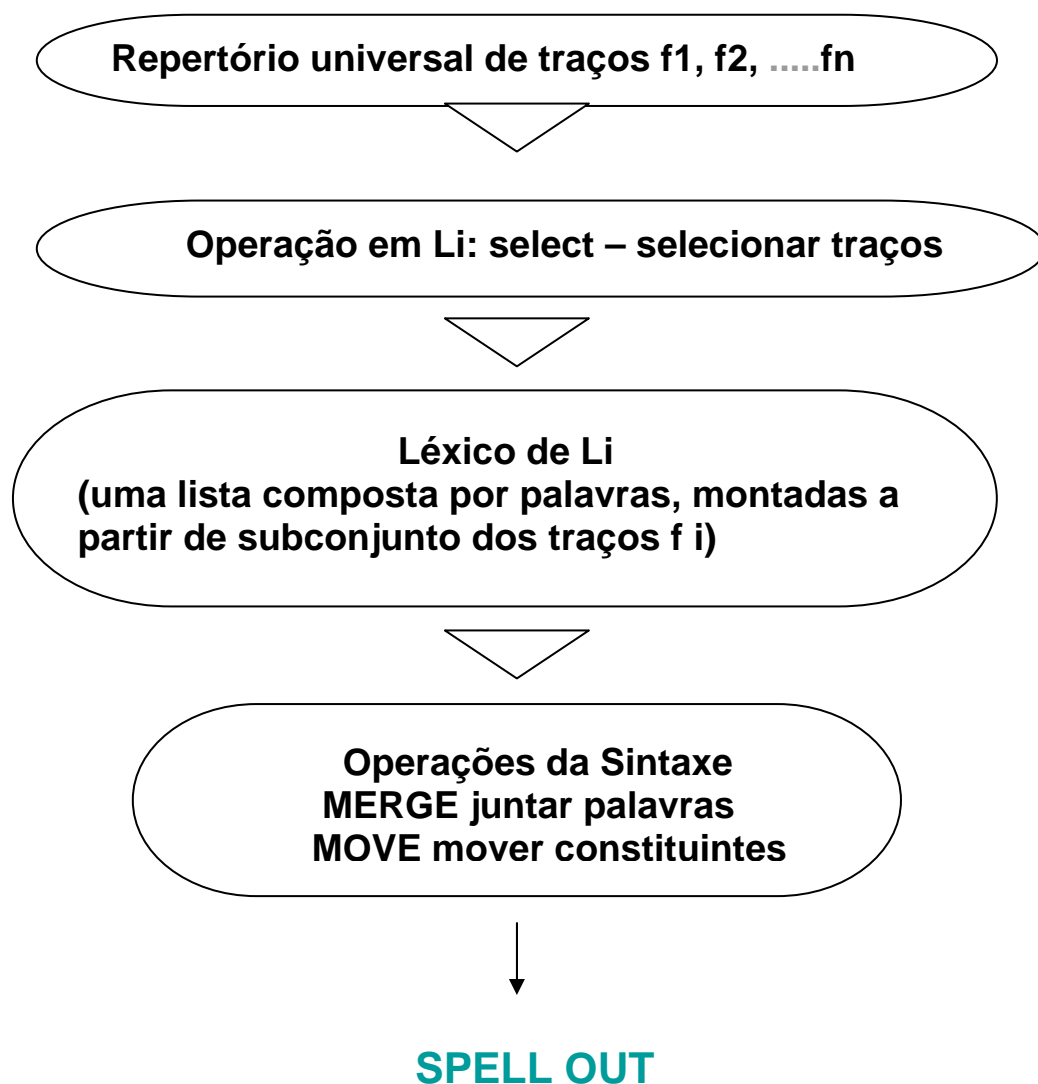 Repertório universal de traços f1, f2, .....fn
Operação em Li: select – selecionar traços
Léxico de Li
(uma lista composta por palavras, montadas a
partir de subconjunto dos traços f i)
Operações da Sintaxe
MERGE juntar palavras
MOVE mover constituintes
SPELL OUT